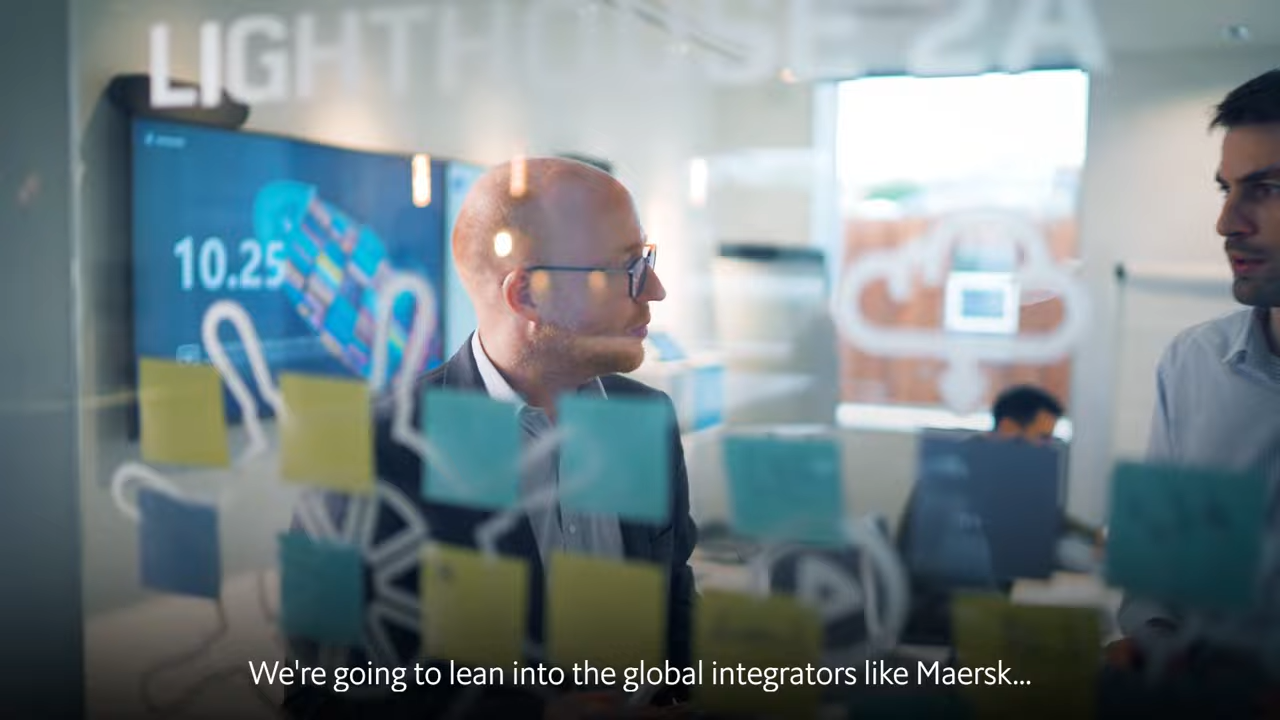 LIGHTHOUSE 2A
10.25
We're going to lean into the global integrators like Maersk...